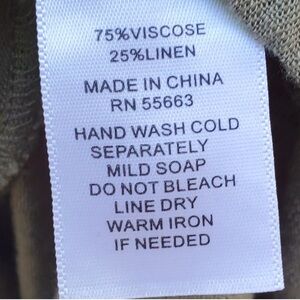 75%VISCOSE
25%LINEN
MADE IN CHINA
RN 55663
HAND WASH COLD
SEPARATELY
MILD SOAP
DO NOT BLEACH
LINE DRY
WARM IRON
IF NEEDED